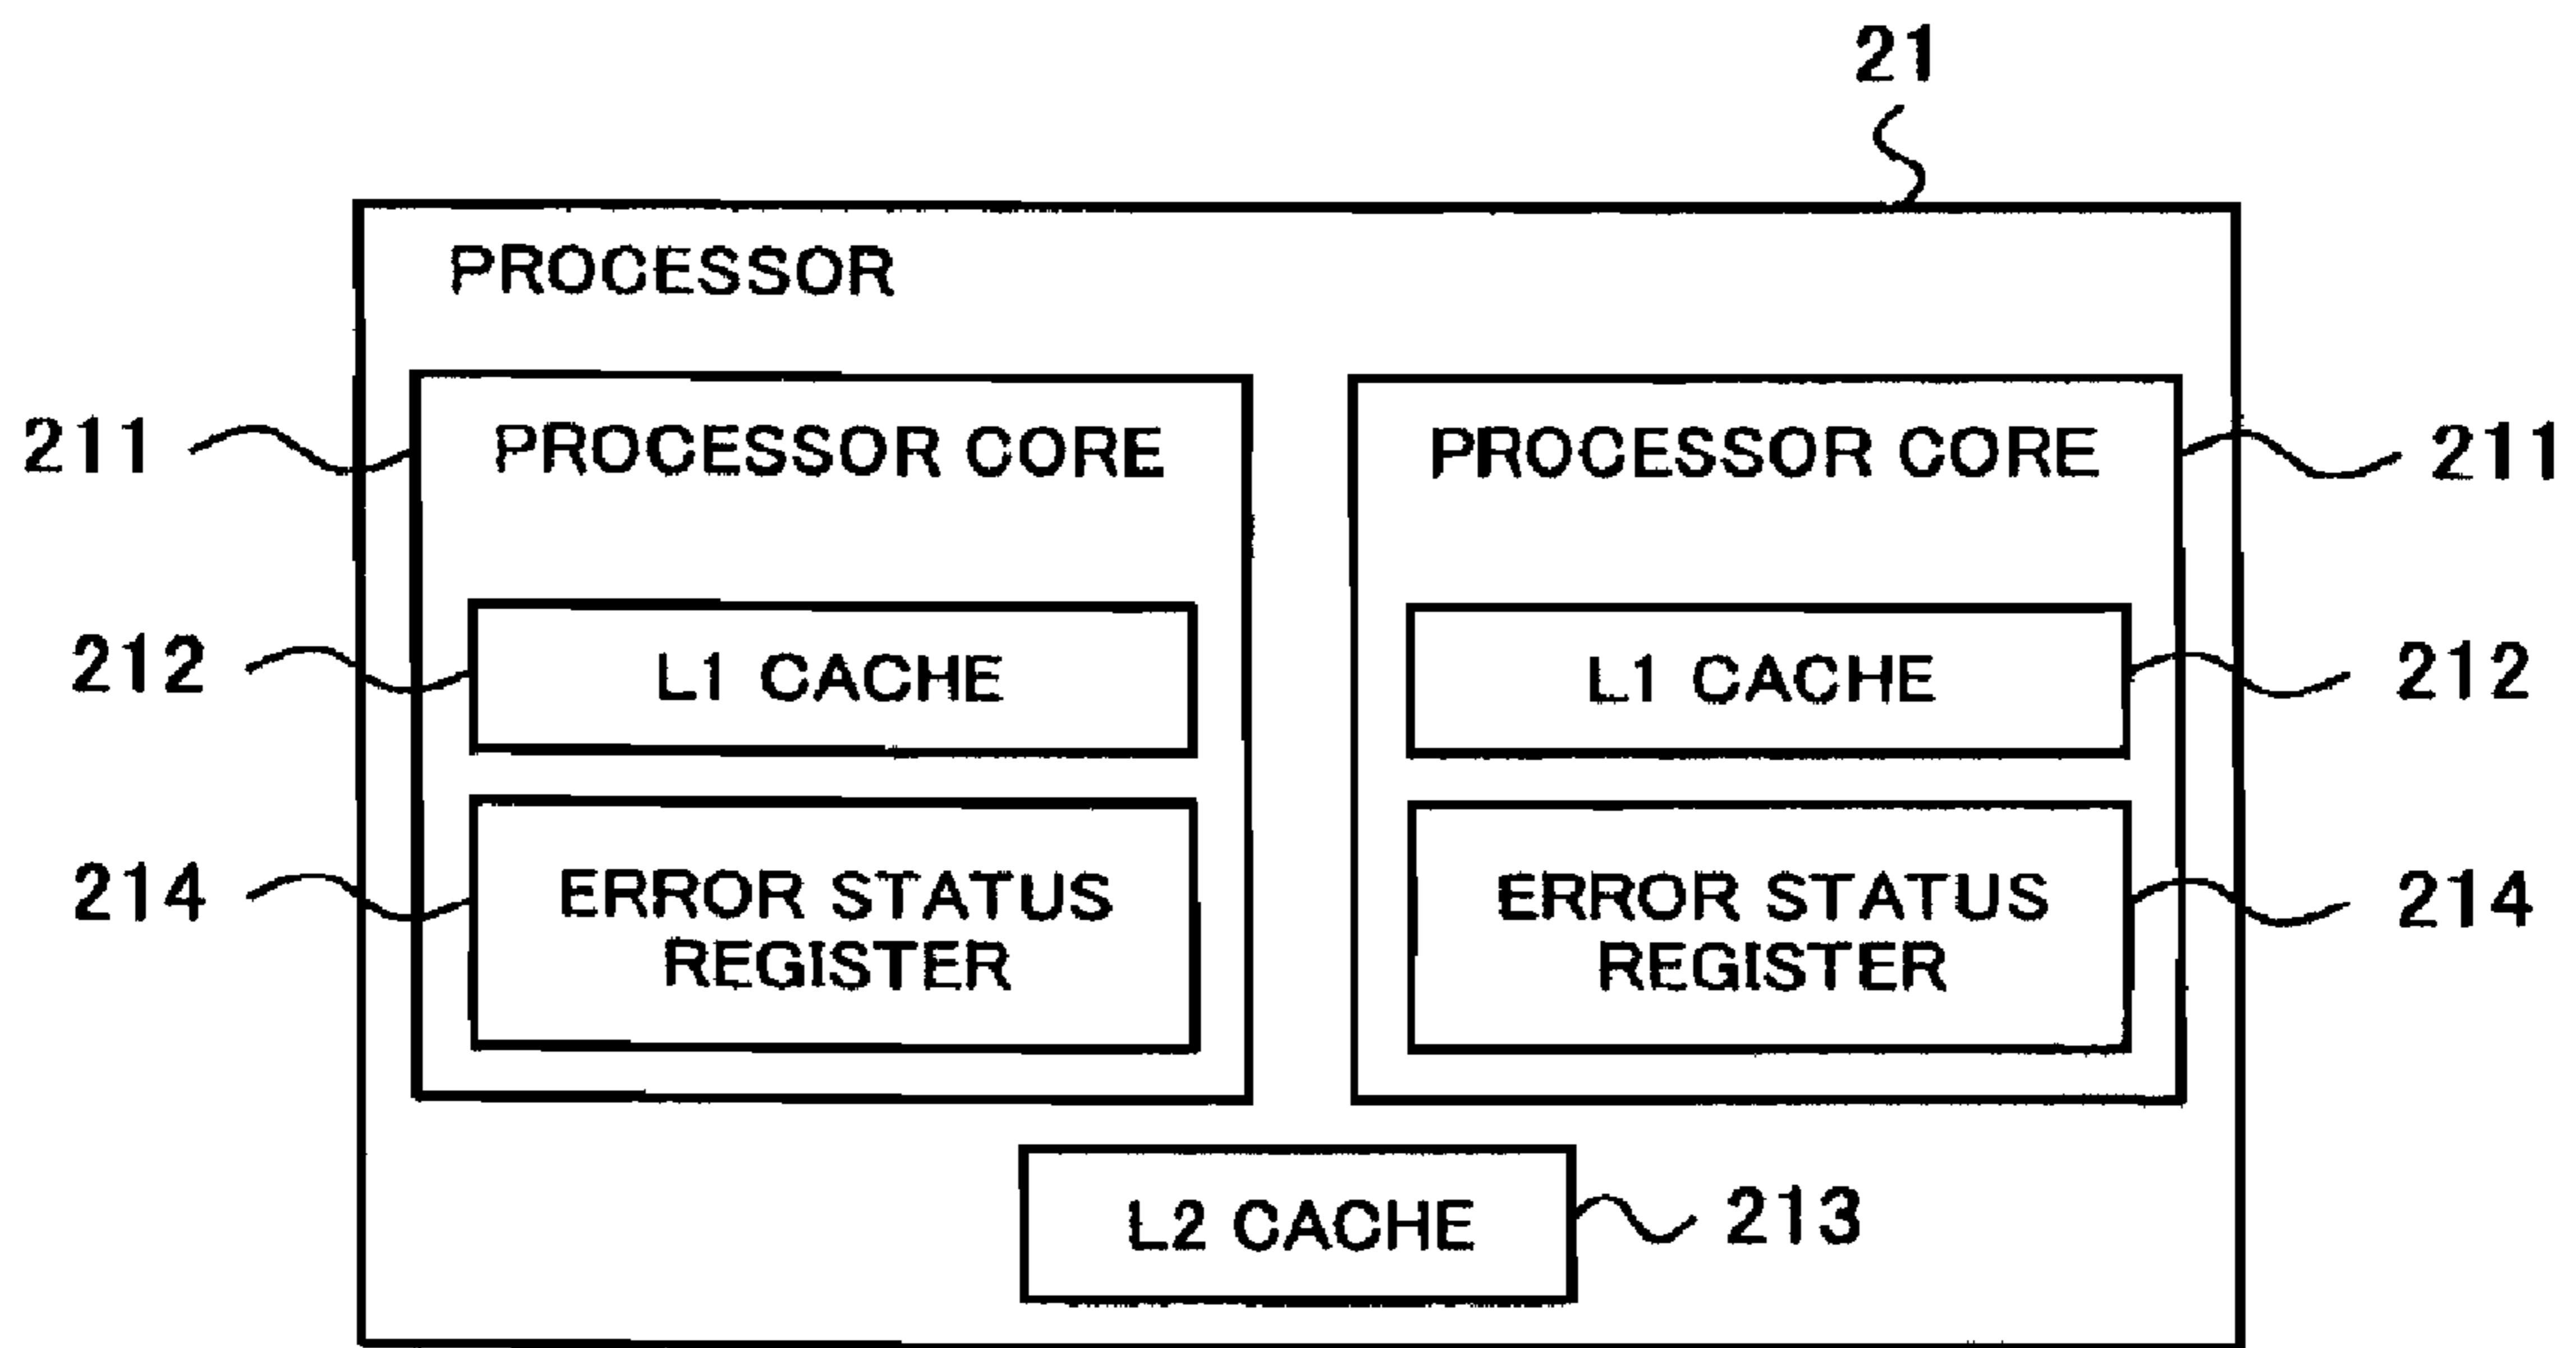 21
PROCESSOR
211 PROCESSOR CORE PROCESSOR CORE 211
212 L1 CACHE L1 CACHE 212
214 ERROR STATUS ERROR STATUS 214
REGISTER REGISTER
L2 CACHE 213